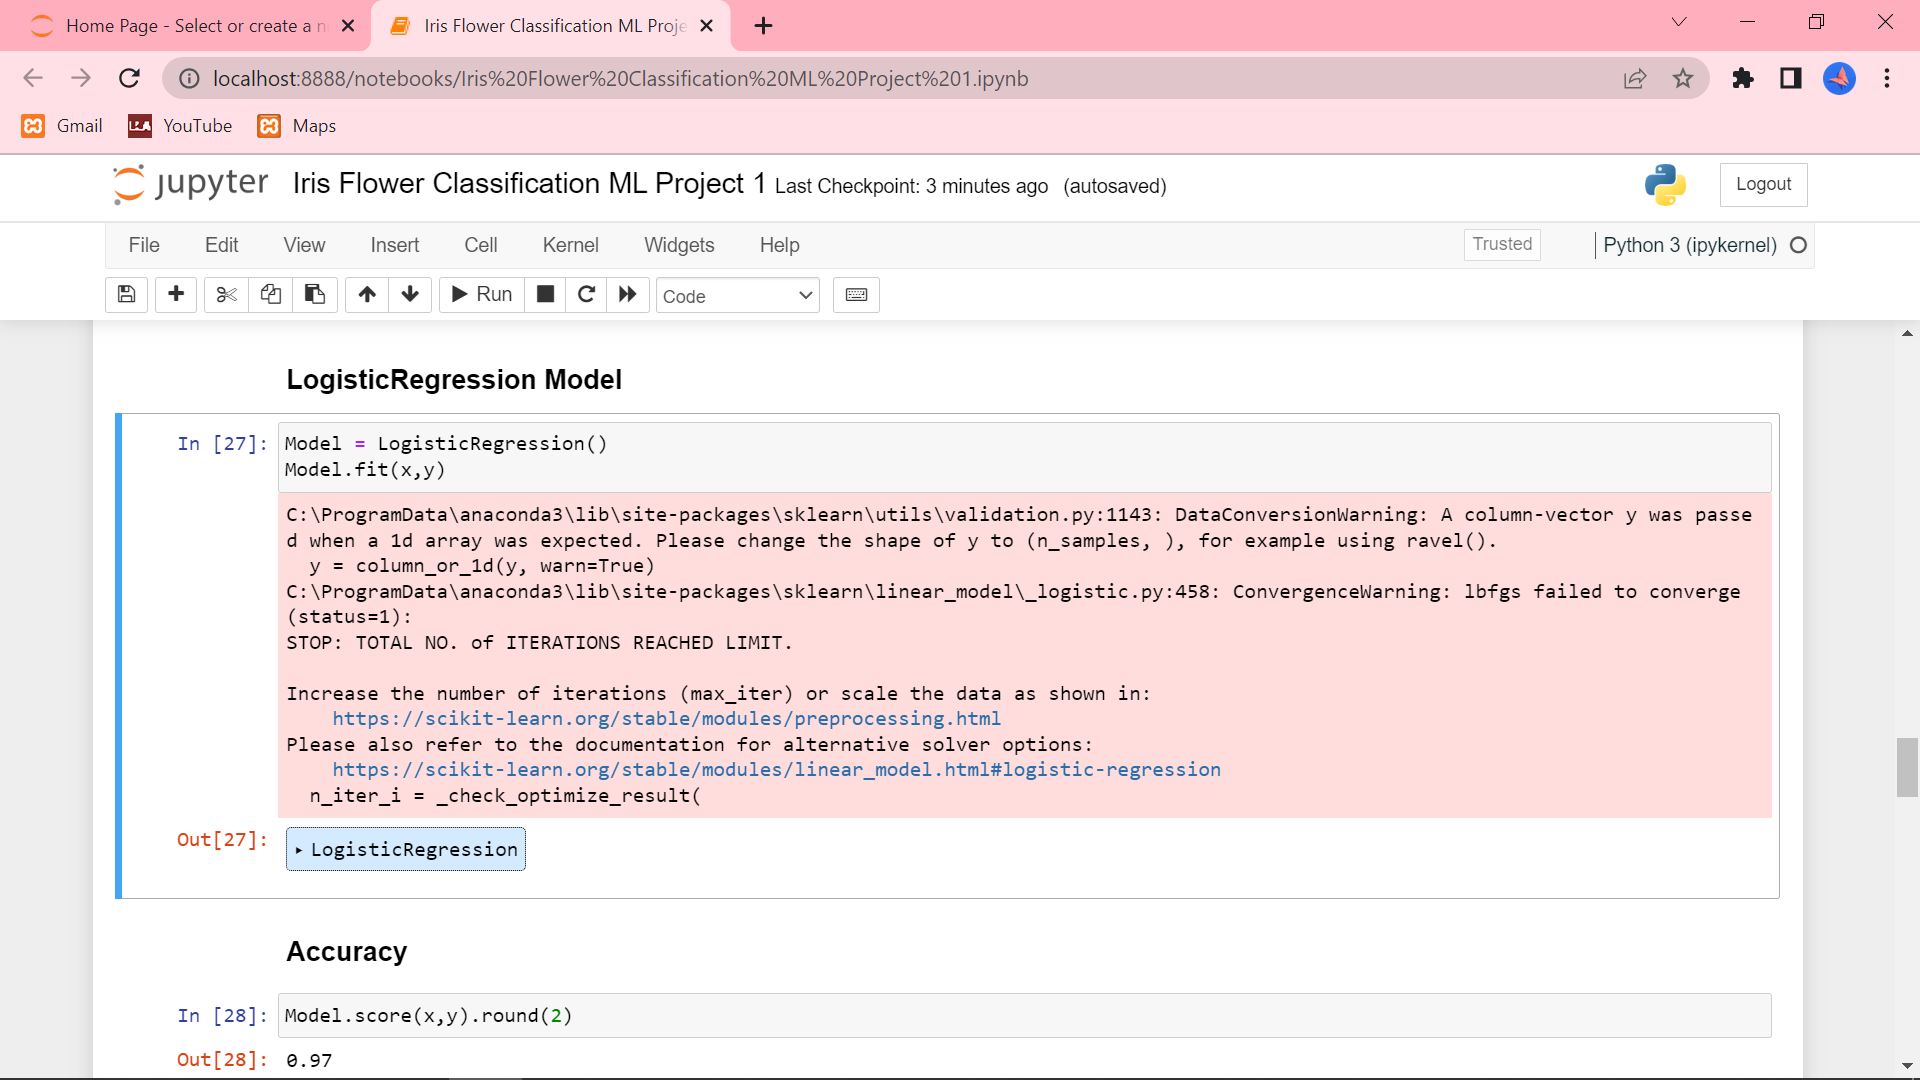 Home Page - Select or create a n
Iris Flower Classification ML Proje
localhost:8888/notebooks/Iris%20Flower%20Classification%20ML%20Project%201.ipynb
Gmail YouTube Maps
jupyter Iris Flower Classification ML Project 1 Last Checkpoint: 3 minutes ago (autosaved)
Logout
File Edit View Insert Cell Kernel Widgets Help Trusted Python 3 (ipykernel)
Run Code
LogisticRegression Model
In [27]: Model = LogisticRegression()
Model.fit(x,y)
C:\ProgramData\anaconda3\lib\site-packages\sklearn\utils\validation.py:1143: DataConversionWarning: A column-vector y was passe
d when a 1d array was expected. Please change the shape of y to (n_samples, ), for example using ravel().
y = column_or_1d(y, warn=True)
C:\ProgramData\anaconda3\lib\site-packages\sklearn\linear_model\_logistic.py:458: ConvergenceWarning: lbfgs failed to converge
(status=1):
STOP: TOTAL NO. of ITERATIONS REACHED LIMIT.
Increase the number of iterations (max_iter) or scale the data as shown in:
https://scikit-learn.org/stable/modules/preprocessing.html
Please also refer to the documentation for alternative solver options:
https://scikit-learn.org/stable/modules/linear_model.html#logistic-regression
n_iter_i = _check_optimize_result(
Out[27]: ▸ LogisticRegression
Accuracy
In [28]: Model.score(x,y).round(2)
Out[28]: 0.97